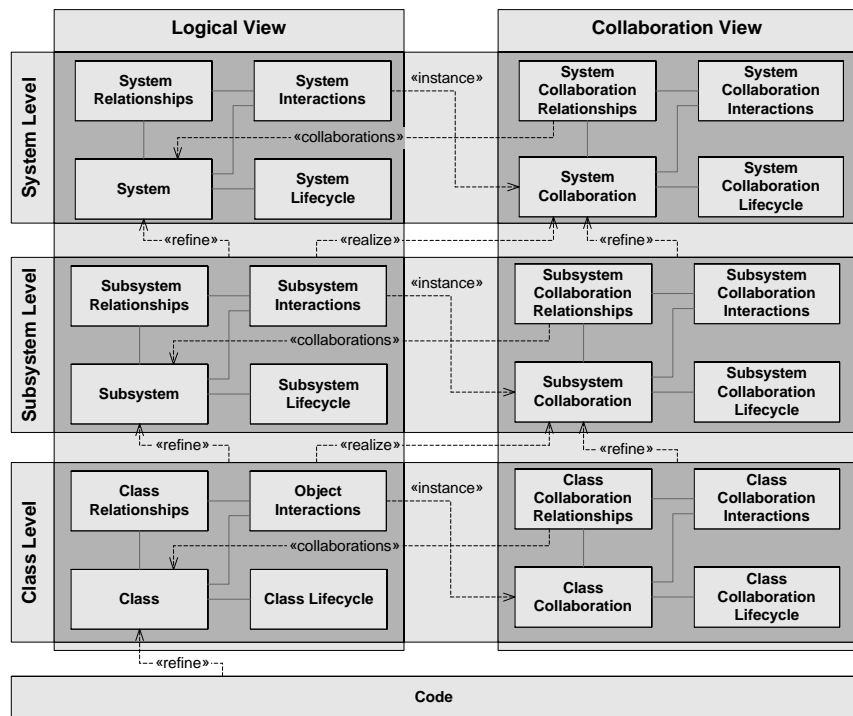 Logical View
Collaboration View
System Level
System
Relationships
System
Interactions
«instance»
System
Collaboration
Relationships
System
Collaboration
Interactions
«collaborations»
System
System
Lifecycle
System
Collaboration
System
Collaboration
Lifecycle
«refine»
«realize»
«refine»
Subsystem Level
Subsystem
Relationships
Subsystem
Interactions
«instance»
Subsystem
Collaboration
Relationships
Subsystem
Collaboration
Interactions
«collaborations»
Subsystem
Subsystem
Lifecycle
Subsystem
Collaboration
Subsystem
Collaboration
Lifecycle
«refine»
«realize»
«refine»
Class Level
Class
Relationships
Object
Interactions
«instance»
Class
Collaboration
Relationships
Class
Collaboration
Interactions
«collaborations»
Class
Class Lifecycle
Class
Collaboration
Class
Collaboration
Lifecycle
«refine»
Code